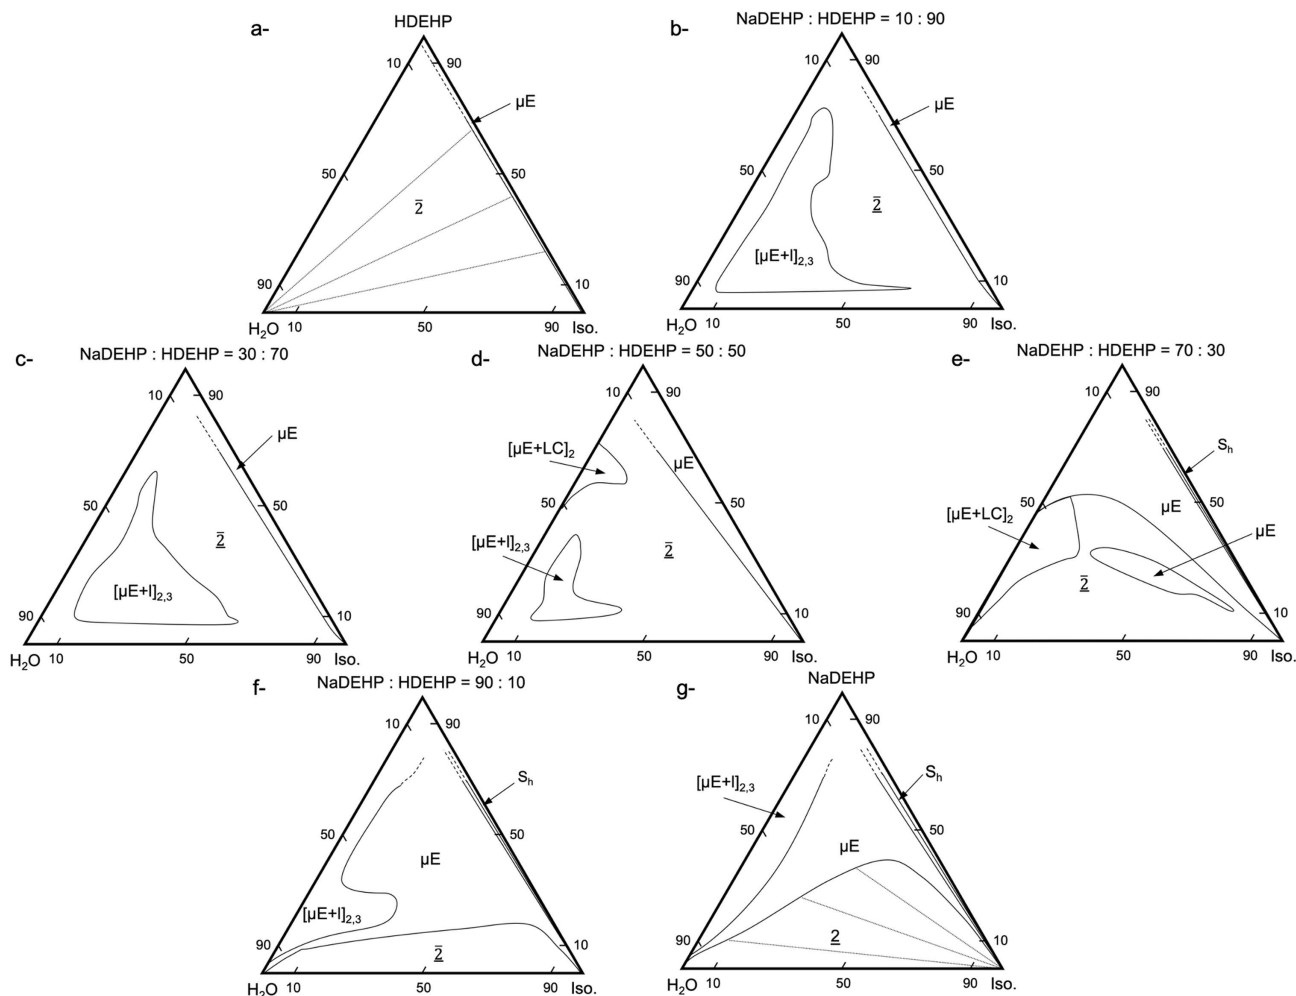 a-
HDEHP
10
90
µE
50
50
2̅
90
10
H₂O
10
50
90
Iso.
b-
NaDEHP : HDEHP = 10 : 90
10
90
µE
50
50
2̲̅
[µE+I]₂,₃
90
10
H₂O
10
50
90
Iso.
c-
NaDEHP : HDEHP = 30 : 70
10
90
µE
50
50
2̲̅
[µE+I]₂,₃
90
10
H₂O
10
50
90
Iso.
d-
NaDEHP : HDEHP = 50 : 50
10
90
[µE+LC]₂
µE
50
50
[µE+I]₂,₃
2̲̅
90
10
H₂O
10
50
90
Iso.
e-
NaDEHP : HDEHP = 70 : 30
10
90
Sₕ
50
µE
50
[µE+LC]₂
µE
2̲̅
90
10
H₂O
10
50
90
Iso.
f-
NaDEHP : HDEHP = 90 : 10
10
90
Sₕ
50
50
µE
[µE+I]₂,₃
90
2̲̅
10
H₂O
10
50
90
Iso.
g-
NaDEHP
10
90
[µE+I]₂,₃
Sₕ
50
50
µE
90
2̲
10
H₂O
10
50
90
Iso.